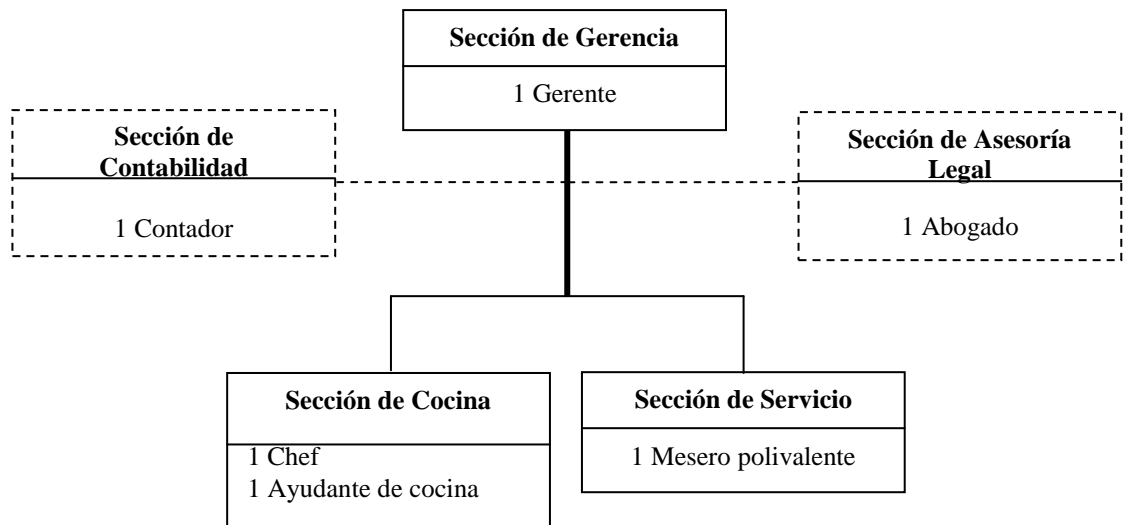 Sección de Gerencia
1 Gerente
Sección de
Contabilidad
1 Contador
Sección de Asesoría
Legal
1 Abogado
Sección de Cocina
1 Chef
1 Ayudante de cocina
Sección de Servicio
1 Mesero polivalente